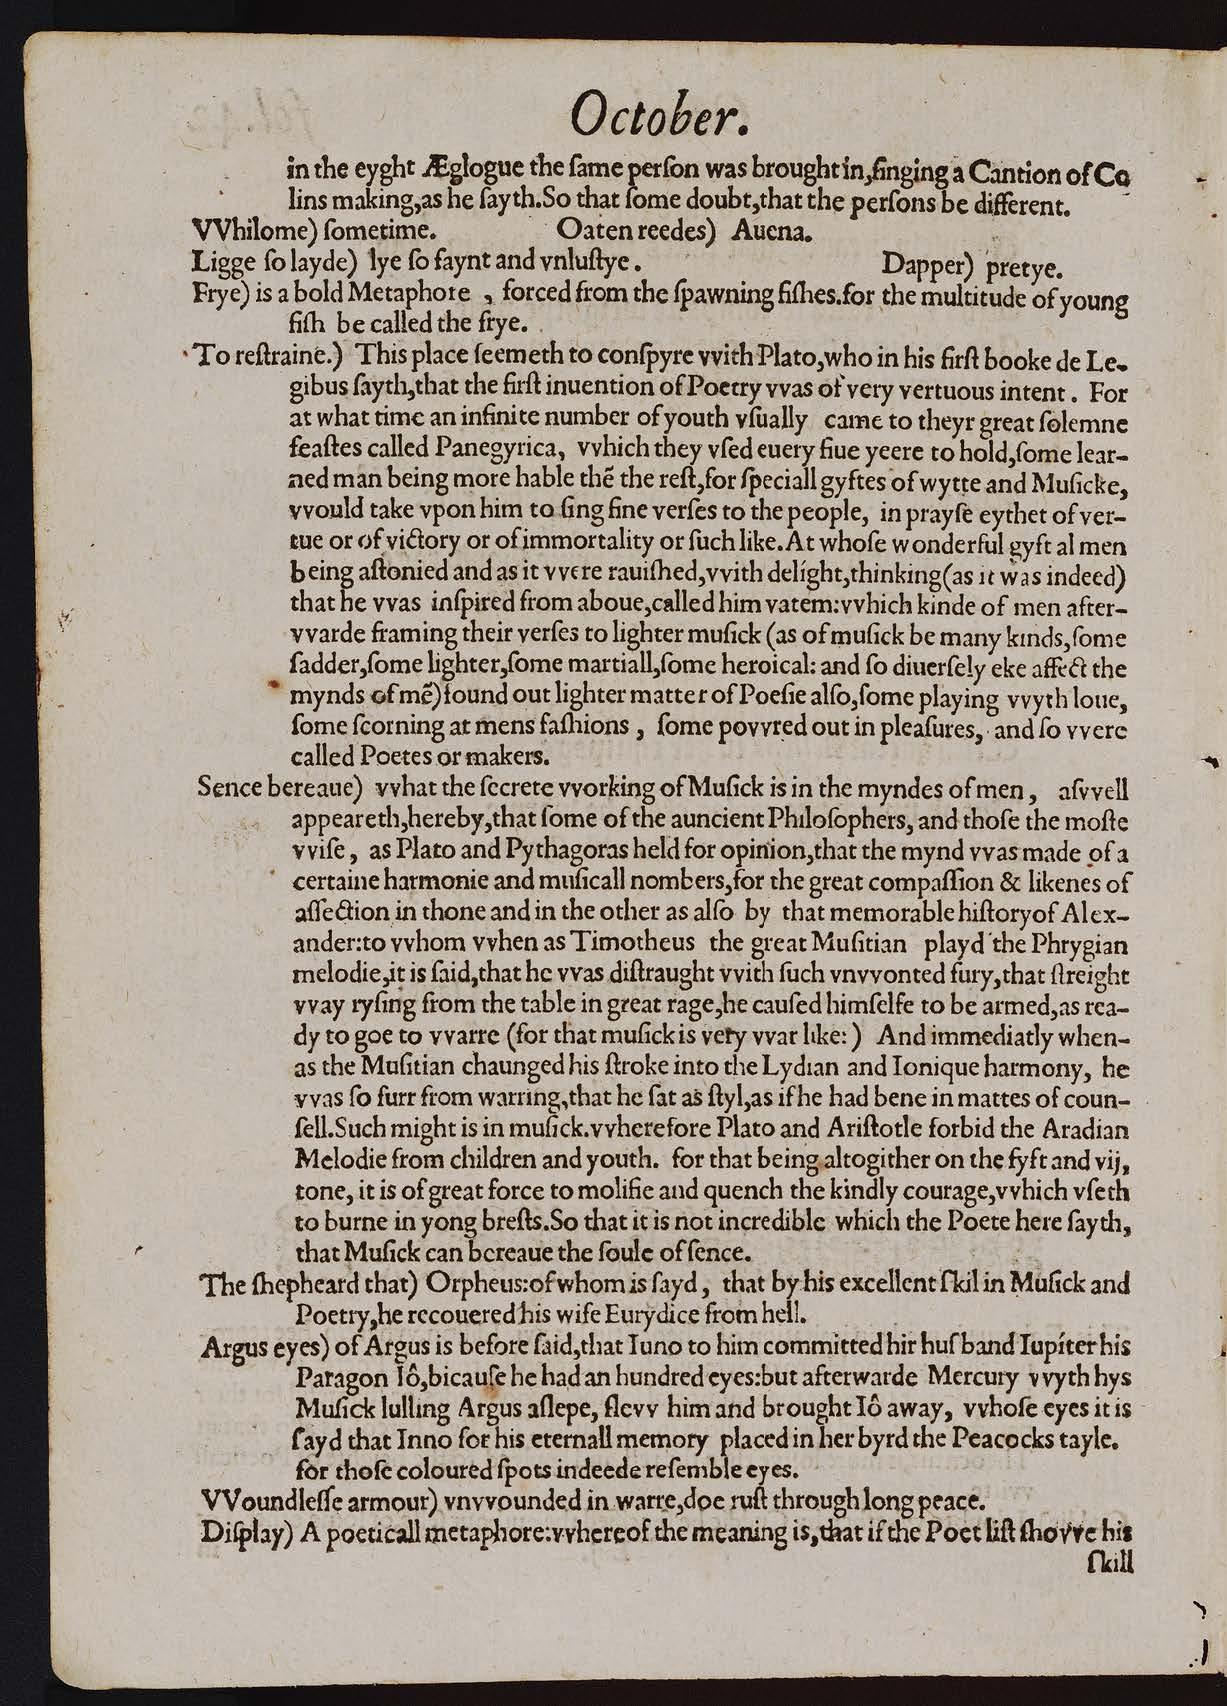 October.
in the eyght Æglogue the ſame perſon was brought in,ſinging a Cantion of Co
lins making,as he ſayth.So that ſome doubt,that the perſons be different.
VVhilome) ſometime. Oaten reedes) Auena.
Ligge ſo layde) lye ſo faynt and vnluſtye. Dapper) pretye.
Frye) is a bold Metaphore , forced from the ſpawning fiſhes.for the multitude of young
fiſh be called the frye.
To reſtraine.) This place ſeemeth to conſpyre vvith Plato,who in his firſt booke de Le-
gibus ſayth,that the firſt inuention of Poetry vvas of very vertuous intent. For
at what time an infinite number of youth vſually came to theyr great ſolemne
feaſtes called Panegyrica, vvhich they vſed euery fiue yeere to hold,ſome lear-
ned man being more hable thẽ the reſt,for ſpeciall gyftes of wytte and Muſicke,
vvould take vpon him to ſing fine verſes to the people, in prayſe eythet of ver-
tue or of victory or of immortality or ſuch like.At whoſe wonderful gyft al men
being aſtonied and as it vvere rauiſhed,vvith delight,thinking(as it was indeed)
that he vvas inſpired from aboue,called him vatem:vvhich kinde of men after-
vvarde framing their verſes to lighter muſick (as of muſick be many kinds,ſome
ſadder,ſome lighter,ſome martiall,ſome heroical: and ſo diuerſely eke affect the
mynds of mẽ)found out lighter matter of Poeſie alſo,ſome playing vvyth loue,
ſome ſcorning at mens faſhions , ſome povvred out in pleaſures, and ſo vvere
called Poetes or makers.
Sence bereaue) vvhat the ſecrete vvorking of Muſick is in the myndes of men , aſvvell
appeareth,hereby,that ſome of the auncient Philoſophers, and thoſe the moſte
vviſe , as Plato and Pythagoras held for opinion,that the mynd vvas made of a
certaine harmonie and muſicall nombers,for the great compaſſion & likenes of
affection in thone and in the other as alſo by that memorable hiſtoryof Alex-
ander:to vvhom vvhen as Timotheus the great Muſitian playd the Phrygian
melodie,it is ſaid,that he vvas diſtraught vvith ſuch vnvvonted fury,that ſtreight
vvay ryſing from the table in great rage,he cauſed himſelfe to be armed,as rea-
dy to goe to vvarre (for that muſick is very vvar like: ) And immediatly when-
as the Muſitian chaunged his ſtroke into the Lydian and Ionique harmony, he
vvas ſo furr from warring,that he ſat as ſtyl,as if he had bene in mattes of coun-
ſell.Such might is in muſick.vvherefore Plato and Ariſtotle forbid the Aradian
Melodie from children and youth. for that being altogither on the fyft and vij,
tone, it is of great force to molifie and quench the kindly courage,vvhich vſeth
to burne in yong breſts.So that it is not incredible which the Poete here ſayth,
that Muſick can bereaue the ſoule of ſence.
The ſhepheard that) Orpheus:of whom is ſayd , that by his excellent ſkil in Muſick and
Poetry,he recouered his wife Eurydice from hell.
Argus eyes) of Argus is before ſaid,that Iuno to him committed hir huſband Iupiter his
Paragon Iô,bicauſe he had an hundred eyes:but afterwarde Mercury vvyth hys
Muſick lulling Argus aſlepe, ſlevv him and brought Iô away, vvhoſe eyes it is
ſayd that Inno for his eternall memory placed in her byrd the Peacocks tayle.
for thoſe coloured ſpots indeede reſemble eyes.
VVoundleſſe armour) vnvvounded in warre,doe ruſt through long peace.
Diſplay) A poeticall metaphore:vvhereof the meaning is,that if the Poet liſt ſhovve his
ſkill